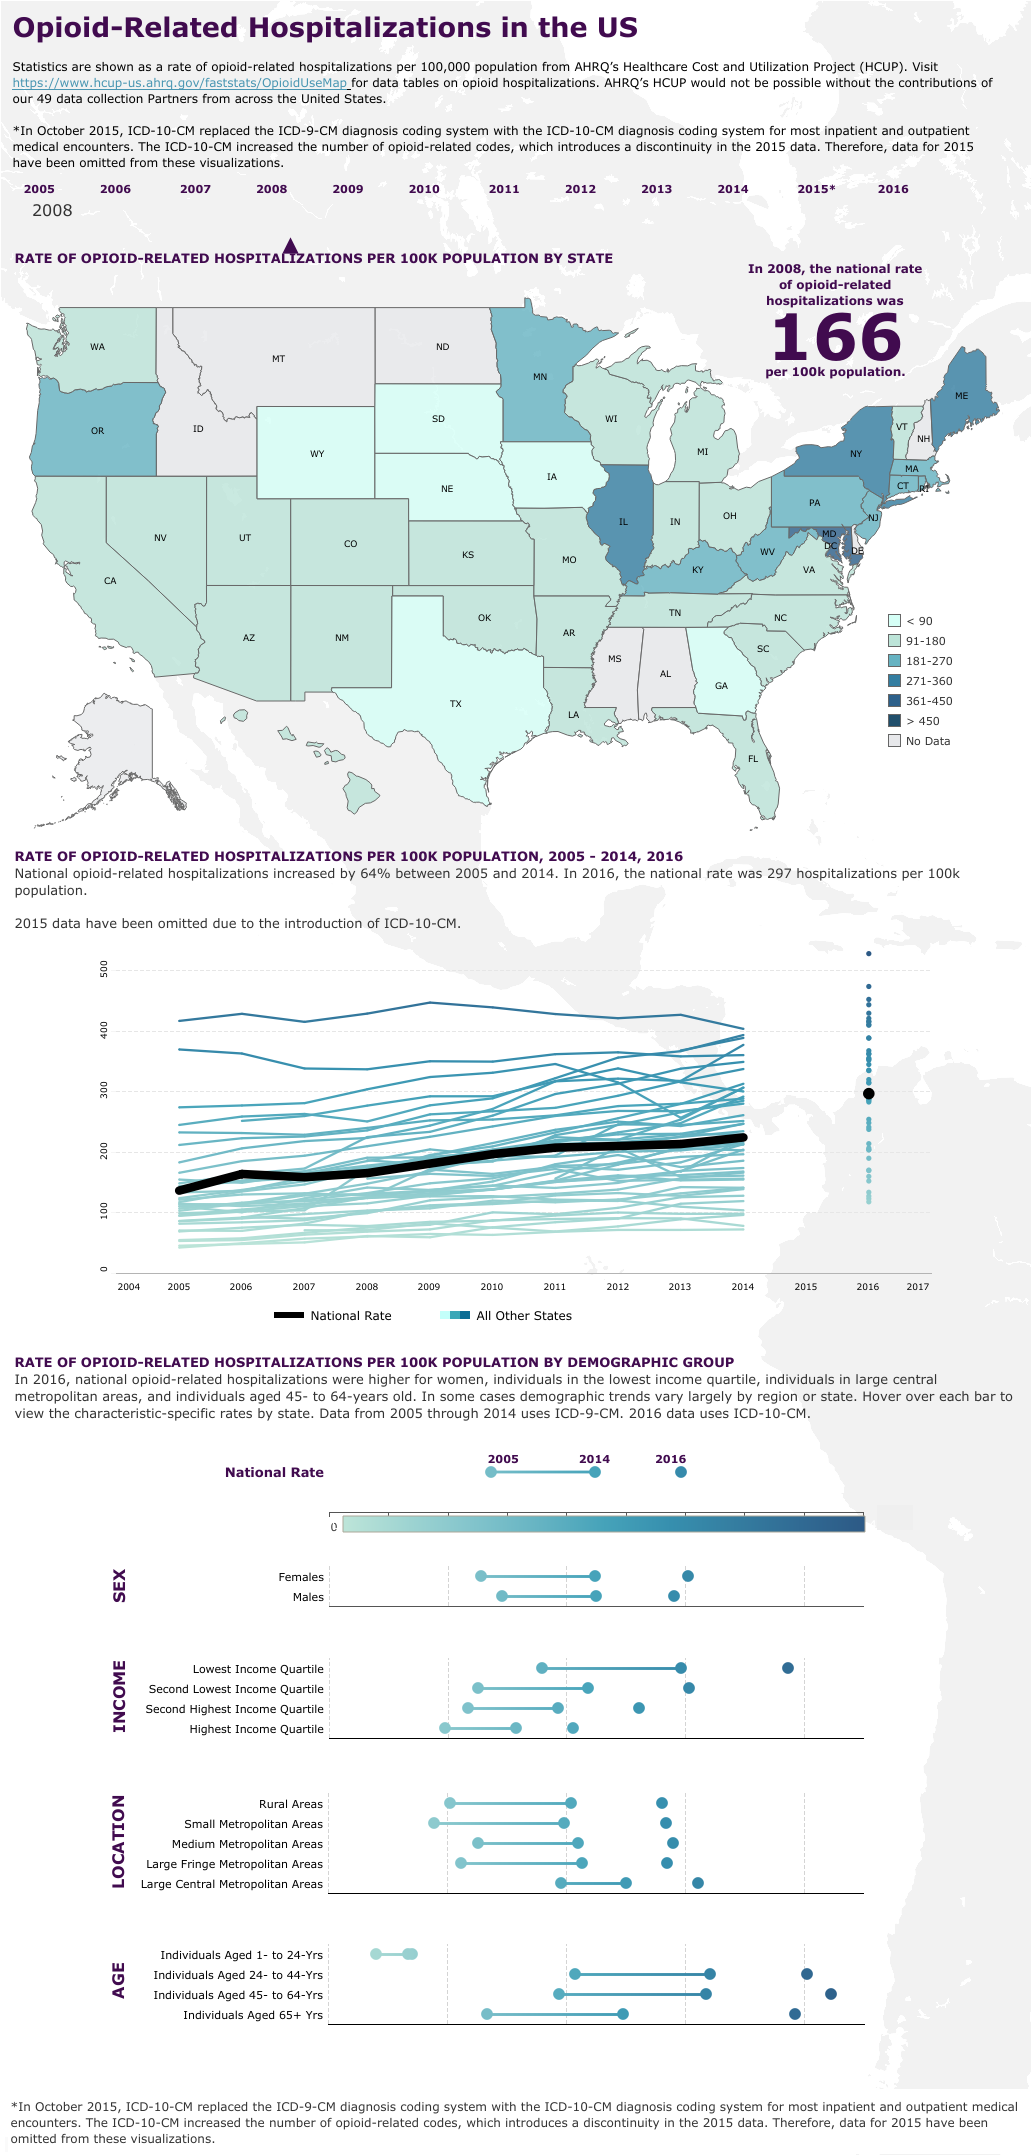 Opioid-Related Hospitalizations in the US
Statistics are shown as a rate of opioid-related hospitalizations per 100,000 population from AHRQ's Healthcare Cost and Utilization Project (HCUP). Visit
https://www.hcup-us.ahrq.gov/faststats/OpioidUseMap for data tables on opioid hospitalizations. AHRQ's HCUP would not be possible without the contributions of
our 49 data collection Partners from across the United States.
*In October 2015, ICD-10-CM replaced the ICD-9-CM diagnosis coding system with the ICD-10-CM diagnosis coding system for most inpatient and outpatient
medical encounters. The ICD-10-CM increased the number of opioid-related codes, which introduces a discontinuity in the 2015 data. Therefore, data for 2015
have been omitted from these visualizations.
2005 2006 2007 2008 2009 2010 2011 2012 2013 2014 2015* 2016
2008
RATE OF OPIOID-RELATED HOSPITALIZATIONS PER 100K POPULATION BY STATE
In 2008, the national rate
of opioid-related
hospitalizations was
166
per 100k population.
WA
MT
ND
MN
ME
OR
ID
SD
WI
VT
NH
WY
MI
NY
MA
NE
IA
CT
RI
PA
NV
UT
CO
IL
IN
OH
NJ
MD
DC
DE
KS
MO
WV
KY
VA
CA
TN
NC
AZ
NM
OK
AR
SC
MS
AL
GA
TX
LA
FL
< 90
91-180
181-270
271-360
361-450
> 450
No Data
RATE OF OPIOID-RELATED HOSPITALIZATIONS PER 100K POPULATION, 2005 - 2014, 2016
National opioid-related hospitalizations increased by 64% between 2005 and 2014. In 2016, the national rate was 297 hospitalizations per 100k
population.
2015 data have been omitted due to the introduction of ICD-10-CM.
500
400
300
200
100
0
2004 2005 2006 2007 2008 2009 2010 2011 2012 2013 2014 2015 2016 2017
National Rate All Other States
RATE OF OPIOID-RELATED HOSPITALIZATIONS PER 100K POPULATION BY DEMOGRAPHIC GROUP
In 2016, national opioid-related hospitalizations were higher for women, individuals in the lowest income quartile, individuals in large central
metropolitan areas, and individuals aged 45- to 64-years old. In some cases demographic trends vary largely by region or state. Hover over each bar to
view the characteristic-specific rates by state. Data from 2005 through 2014 uses ICD-9-CM. 2016 data uses ICD-10-CM.
2005 2014 2016
National Rate
0
SEX
Females
Males
INCOME
Lowest Income Quartile
Second Lowest Income Quartile
Second Highest Income Quartile
Highest Income Quartile
LOCATION
Rural Areas
Small Metropolitan Areas
Medium Metropolitan Areas
Large Fringe Metropolitan Areas
Large Central Metropolitan Areas
AGE
Individuals Aged 1- to 24-Yrs
Individuals Aged 24- to 44-Yrs
Individuals Aged 45- to 64-Yrs
Individuals Aged 65+ Yrs
*In October 2015, ICD-10-CM replaced the ICD-9-CM diagnosis coding system with the ICD-10-CM diagnosis coding system for most inpatient and outpatient medical
encounters. The ICD-10-CM increased the number of opioid-related codes, which introduces a discontinuity in the 2015 data. Therefore, data for 2015 have been
omitted from these visualizations.